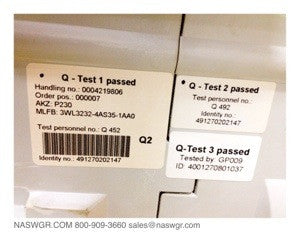 Q - Test 1 passed
Handling no.: 0004219806
Order pos.: 000007
AKZ: P230
MLFB: 3WL3232-4AS35-1AA0
Test personnel no.: Q 452
Q2
Identity no.: 491270202147
Q - Test 2 passed
Test personnel no.:
Q 492
Identity no.:
491270202147
Q-Test 3 passed
Tested by: GP009
ID: 4001270801037
NASWGR.COM 800-909-3660 sales@naswgr.com